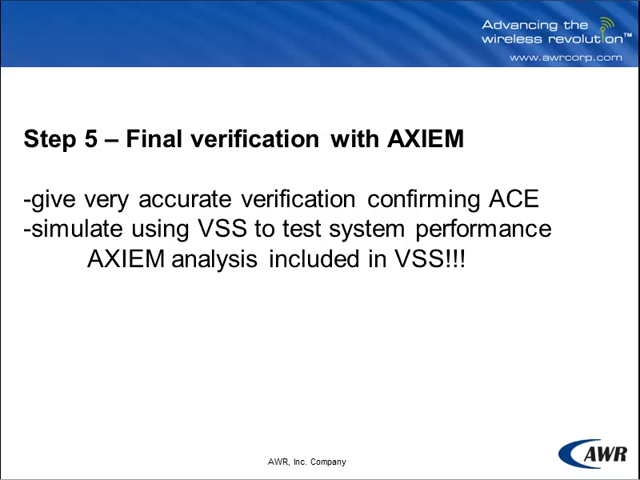 Advancing the
wireless revolution™
www.awrcorp.com
Step 5 – Final verification with AXIEM
-give very accurate verification confirming ACE
-simulate using VSS to test system performance
AXIEM analysis included in VSS!!!
AWR, Inc. Company
AWR